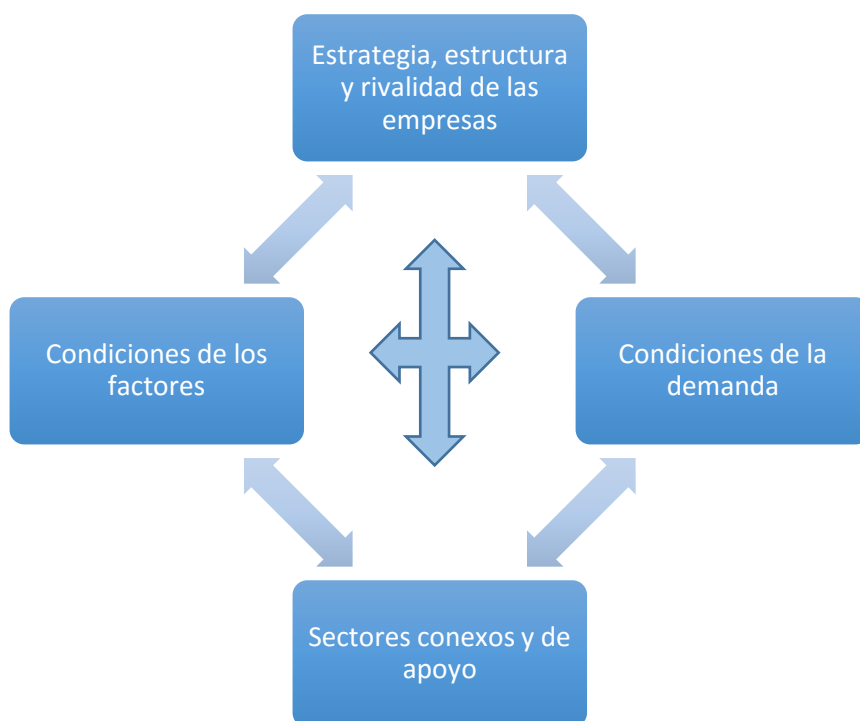 Estrategia, estructura
y rivalidad de las
empresas
Condiciones de los
factores
Condiciones de la
demanda
Sectores conexos y de
apoyo